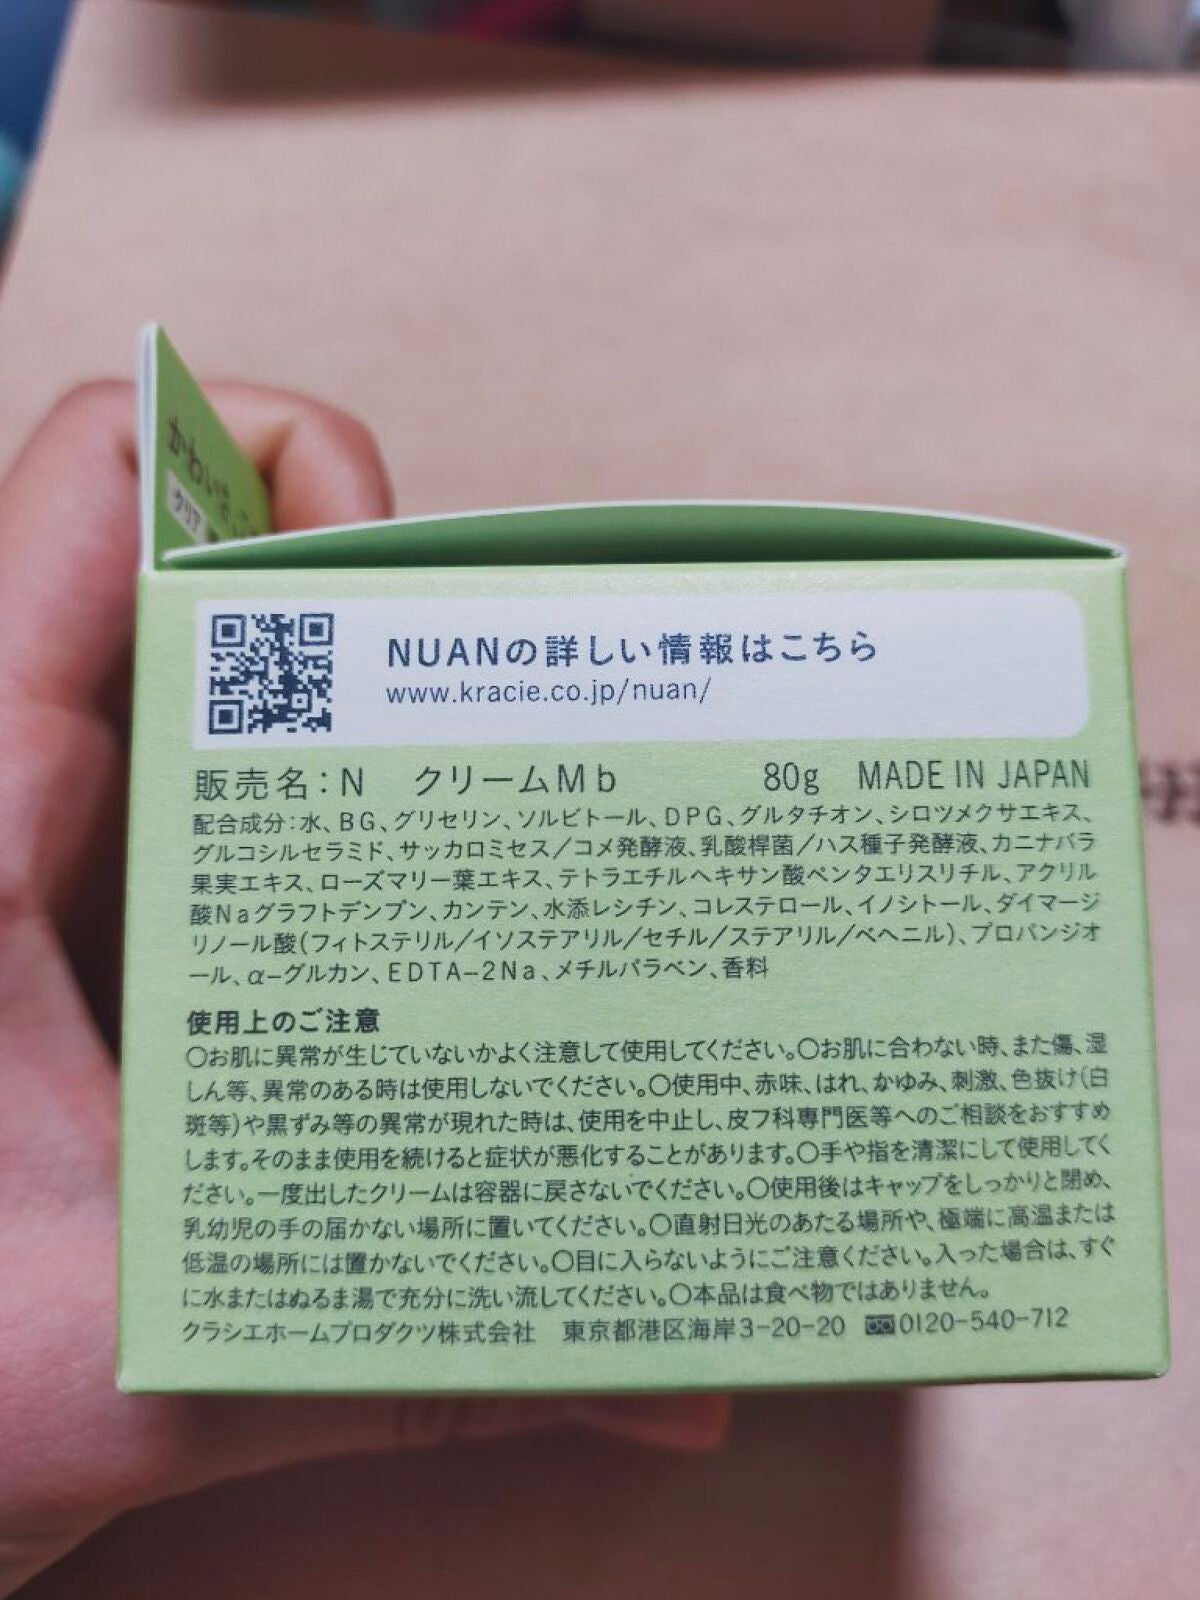 かわいは
クリア
NUANの詳しい情報はこちら
www.kracie.co.jp/nuan/
販売名:N クリームMb 80g MADE IN JAPAN
配合成分:水、BG、グリセリン、ソルビトール、DPG、グルタチオン、シロツメクサエキス、
グルコシルセラミド、サッカロミセス/コメ発酵液、乳酸桿菌/ハス種子発酵液、カニナバラ
果実エキス、ローズマリー葉エキス、テトラエチルヘキサン酸ペンタエリスリチル、アクリル
酸Naグラフトデンプン、カンテン、水添レシチン、コレステロール、イノシトール、ダイマージ
リノール酸(フィトステリル/イソステアリル/セチル/ステアリル/ベヘニル)、プロパンジオ
ール、α-グルカン、EDTA-2Na、メチルパラベン、香料
使用上のご注意
○お肌に異常が生じていないかよく注意して使用してください。○お肌に合わない時、また傷、湿
しん等、異常のある時は使用しないでください。○使用中、赤味、はれ、かゆみ、刺激、色抜け(白
斑等)や黒ずみ等の異常が現れた時は、使用を中止し、皮フ科専門医等へのご相談をおすすめ
します。そのまま使用を続けると症状が悪化することがあります。○手や指を清潔にして使用してく
ださい。一度出したクリームは容器に戻さないでください。○使用後はキャップをしっかりと閉め、
乳幼児の手の届かない場所に置いてください。○直射日光のあたる場所や、極端に高温または
低温の場所には置かないでください。○目に入らないようにご注意ください。入った場合は、すぐ
に水またはぬるま湯で充分に洗い流してください。○本品は食べ物ではありません。
クラシエホームプロダクツ株式会社 東京都港区海岸3-20-20 0120-540-712